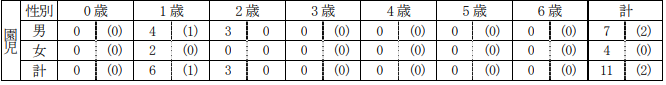 園児 性別 0歳 1歳 2歳 3歳 4歳 5歳 6歳 計
男 0 (0) 4 (1) 3 0 0 (0) 0 (0) 0 (0) 0 (0) 7 (2)
女 0 (0) 2 (0) 0 0 0 (0) 0 (0) 0 (0) 0 (0) 4 (0)
計 0 (0) 6 (1) 3 0 0 (0) 0 (0) 0 (0) 0 (0) 11 (2)